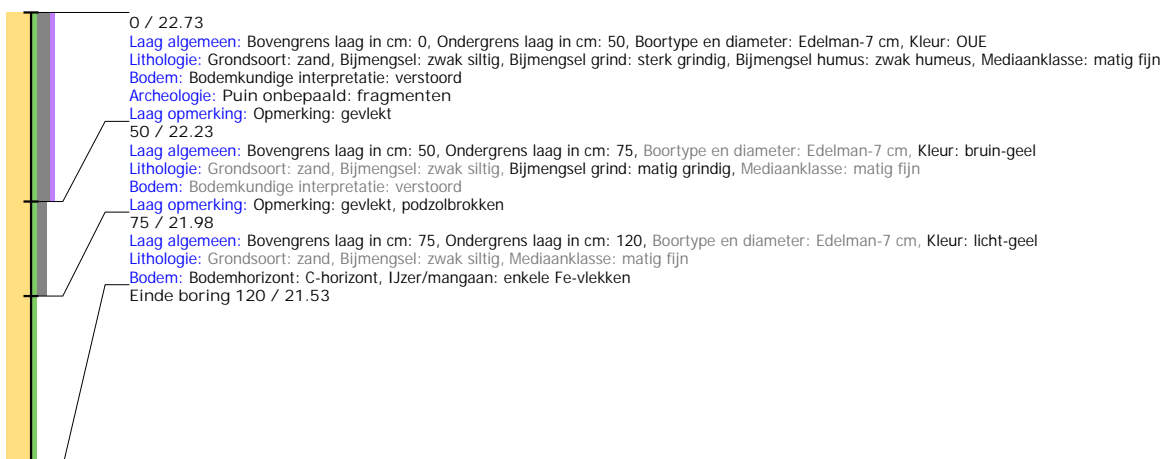 0 / 22.73
Laag algemeen: Bovengrens laag in cm: 0, Ondergrens laag in cm: 50, Boortype en diameter: Edelman-7 cm, Kleur: OUE
Lithologie: Grondsoort: zand, Bijmengsel: zwak siltig, Bijmengsel grind: sterk grindig, Bijmengsel humus: zwak humeus, Mediaanklasse: matig fijn
Bodem: Bodemkundige interpretatie: verstoord
Archeologie: Puin onbepaald: fragmenten
Laag opmerking: Opmerking: gevlekt
50 / 22.23
Laag algemeen: Bovengrens laag in cm: 50, Ondergrens laag in cm: 75, Boortype en diameter: Edelman-7 cm, Kleur: bruin-geel
Lithologie: Grondsoort: zand, Bijmengsel: zwak siltig, Bijmengsel grind: matig grindig, Mediaanklasse: matig fijn
Bodem: Bodemkundige interpretatie: verstoord
Laag opmerking: Opmerking: gevlekt, podzolbrokken
75 / 21.98
Laag algemeen: Bovengrens laag in cm: 75, Ondergrens laag in cm: 120, Boortype en diameter: Edelman-7 cm, Kleur: licht-geel
Lithologie: Grondsoort: zand, Bijmengsel: zwak siltig, Mediaanklasse: matig fijn
Bodem: Bodemhorizont: C-horizont, IJzer/mangaan: enkele Fe-vlekken
Einde boring 120 / 21.53